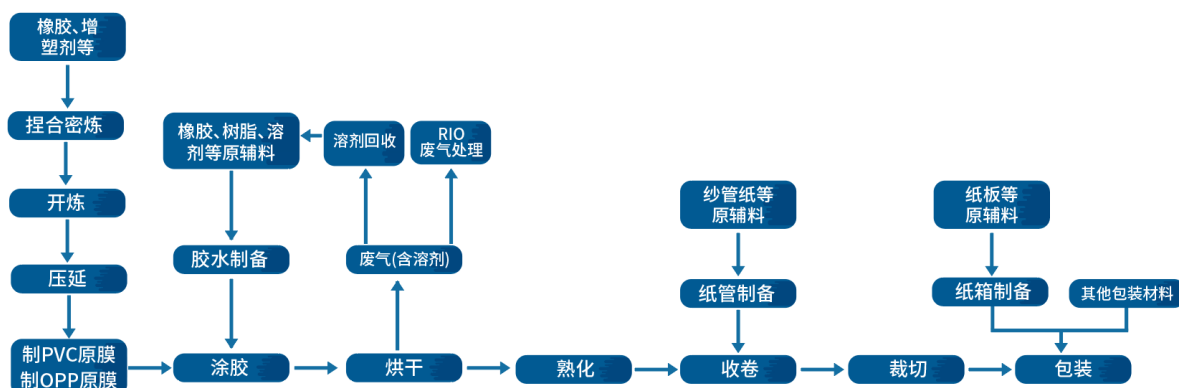 橡胶、增
塑剂等
捏合密炼
开炼
压延
制PVC原膜
制OPP原膜
橡胶、树脂、溶
剂等原辅料
胶水制备
涂胶
溶剂回收
RIO
废气处理
废气(含溶剂)
烘干
熟化
纱管纸等
原辅料
纸管制备
收卷
裁切
纸板等
原辅料
纸箱制备
其他包装材料
包装